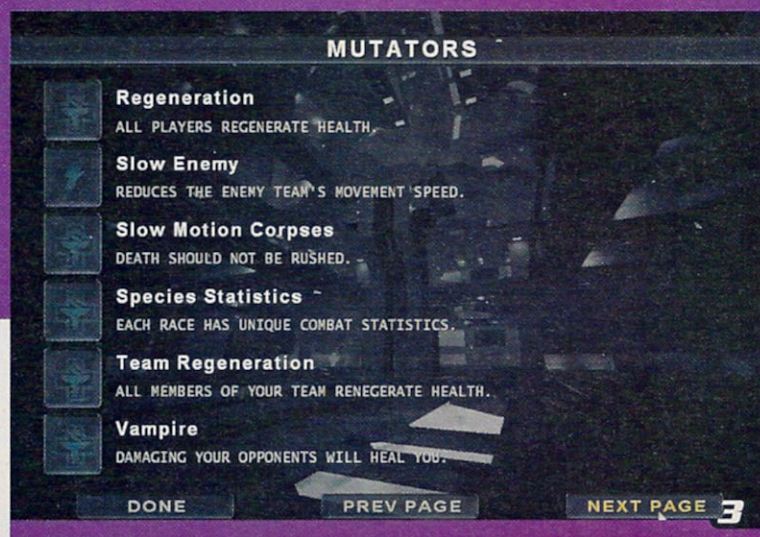 MUTATORS
Regeneration
ALL PLAYERS REGENERATE HEALTH.
Slow Enemy
REDUCES THE ENEMY TEAM'S MOVEMENT SPEED.
Slow Motion Corpses
DEATH SHOULD NOT BE RUSHED.
Species Statistics
EACH RACE HAS UNIQUE COMBAT STATISTICS.
Team Regeneration
ALL MEMBERS OF YOUR TEAM RENEGERATE HEALTH.
Vampire
DAMAGING YOUR OPPONENTS WILL HEAL YOU.
DONE PREV PAGE NEXT PAGE 3